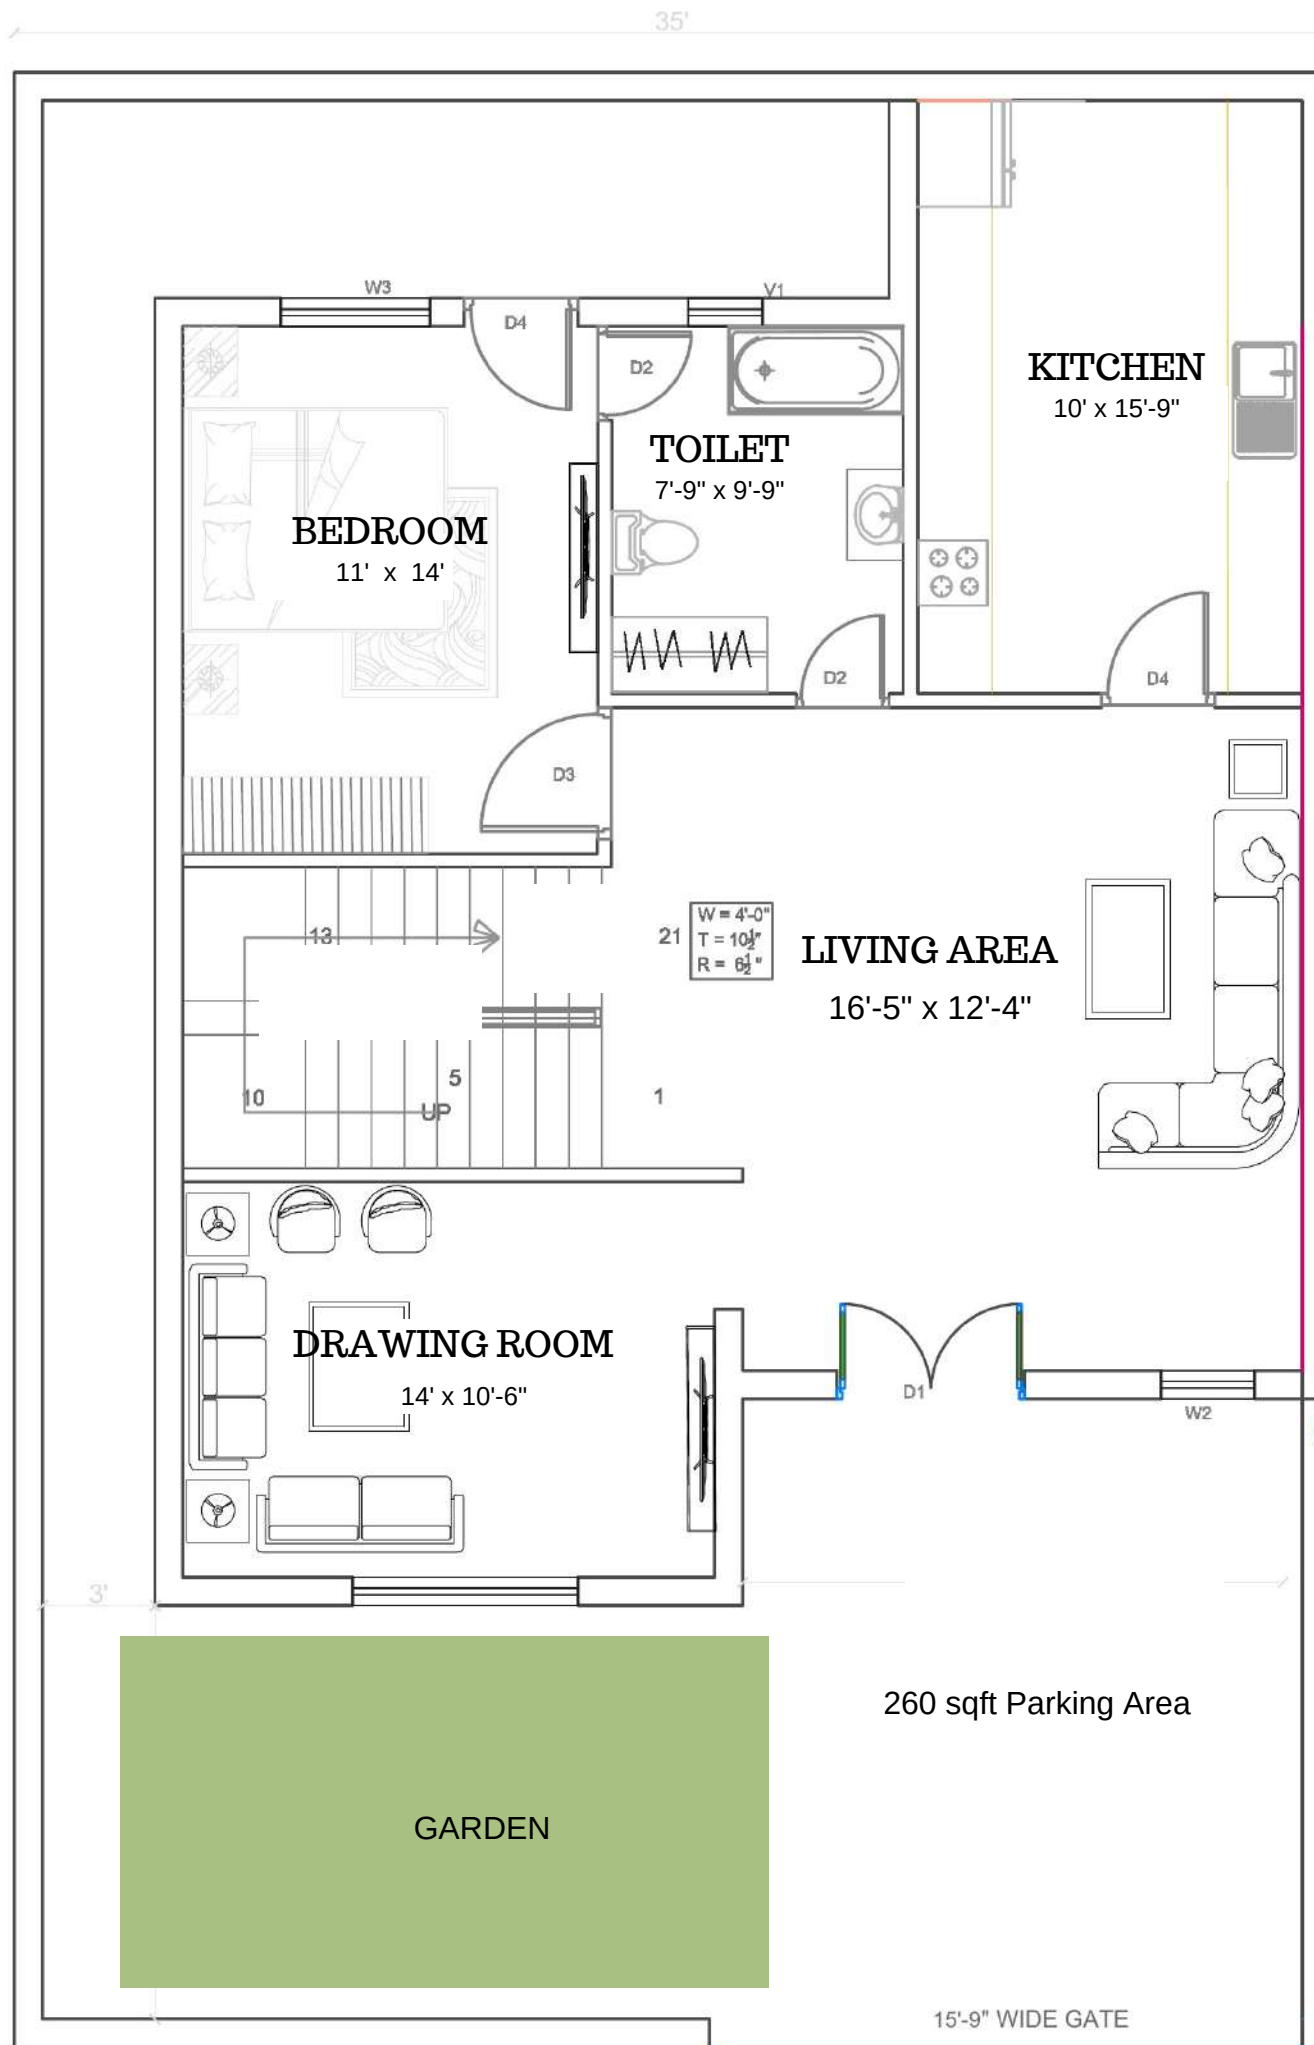 35'
W3
V1
D4
D2
KITCHEN
10' x 15'-9"
TOILET
7'-9" x 9'-9"
BEDROOM
11' x 14'
D2
D4
D3
W = 4'-0"
13
21
T = 10½"
LIVING AREA
R = 6½"
16'-5" x 12'-4"
5
10
1
UP
DRAWING ROOM
14' x 10'-6"
D1
W2
3'
260 sqft Parking Area
GARDEN
15'-9" WIDE GATE